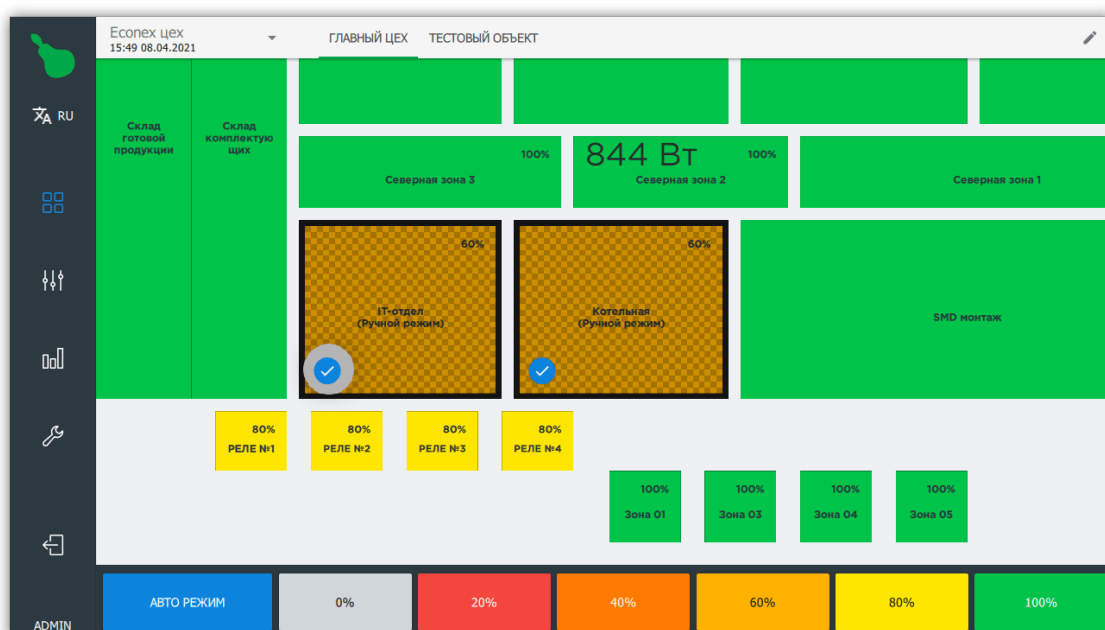 Econex цех
15:49 08.04.2021
ГЛАВНЫЙ ЦЕХ
ТЕСТОВЫЙ ОБЪЕКТ
RU
Склад
готовой
продукции
Склад
комплектую
щих
100%
Северная зона 3
844 Вт
100%
Северная зона 2
Северная зона 1
60%
IT-отдел
(Ручной режим)
60%
Котельная
(Ручной режим)
SMD монтаж
80%
РЕЛЕ №1
80%
РЕЛЕ №2
80%
РЕЛЕ №3
80%
РЕЛЕ №4
100%
Зона 01
100%
Зона 03
100%
Зона 04
100%
Зона 05
АВТО РЕЖИМ
0%
20%
40%
60%
80%
100%
ADMIN